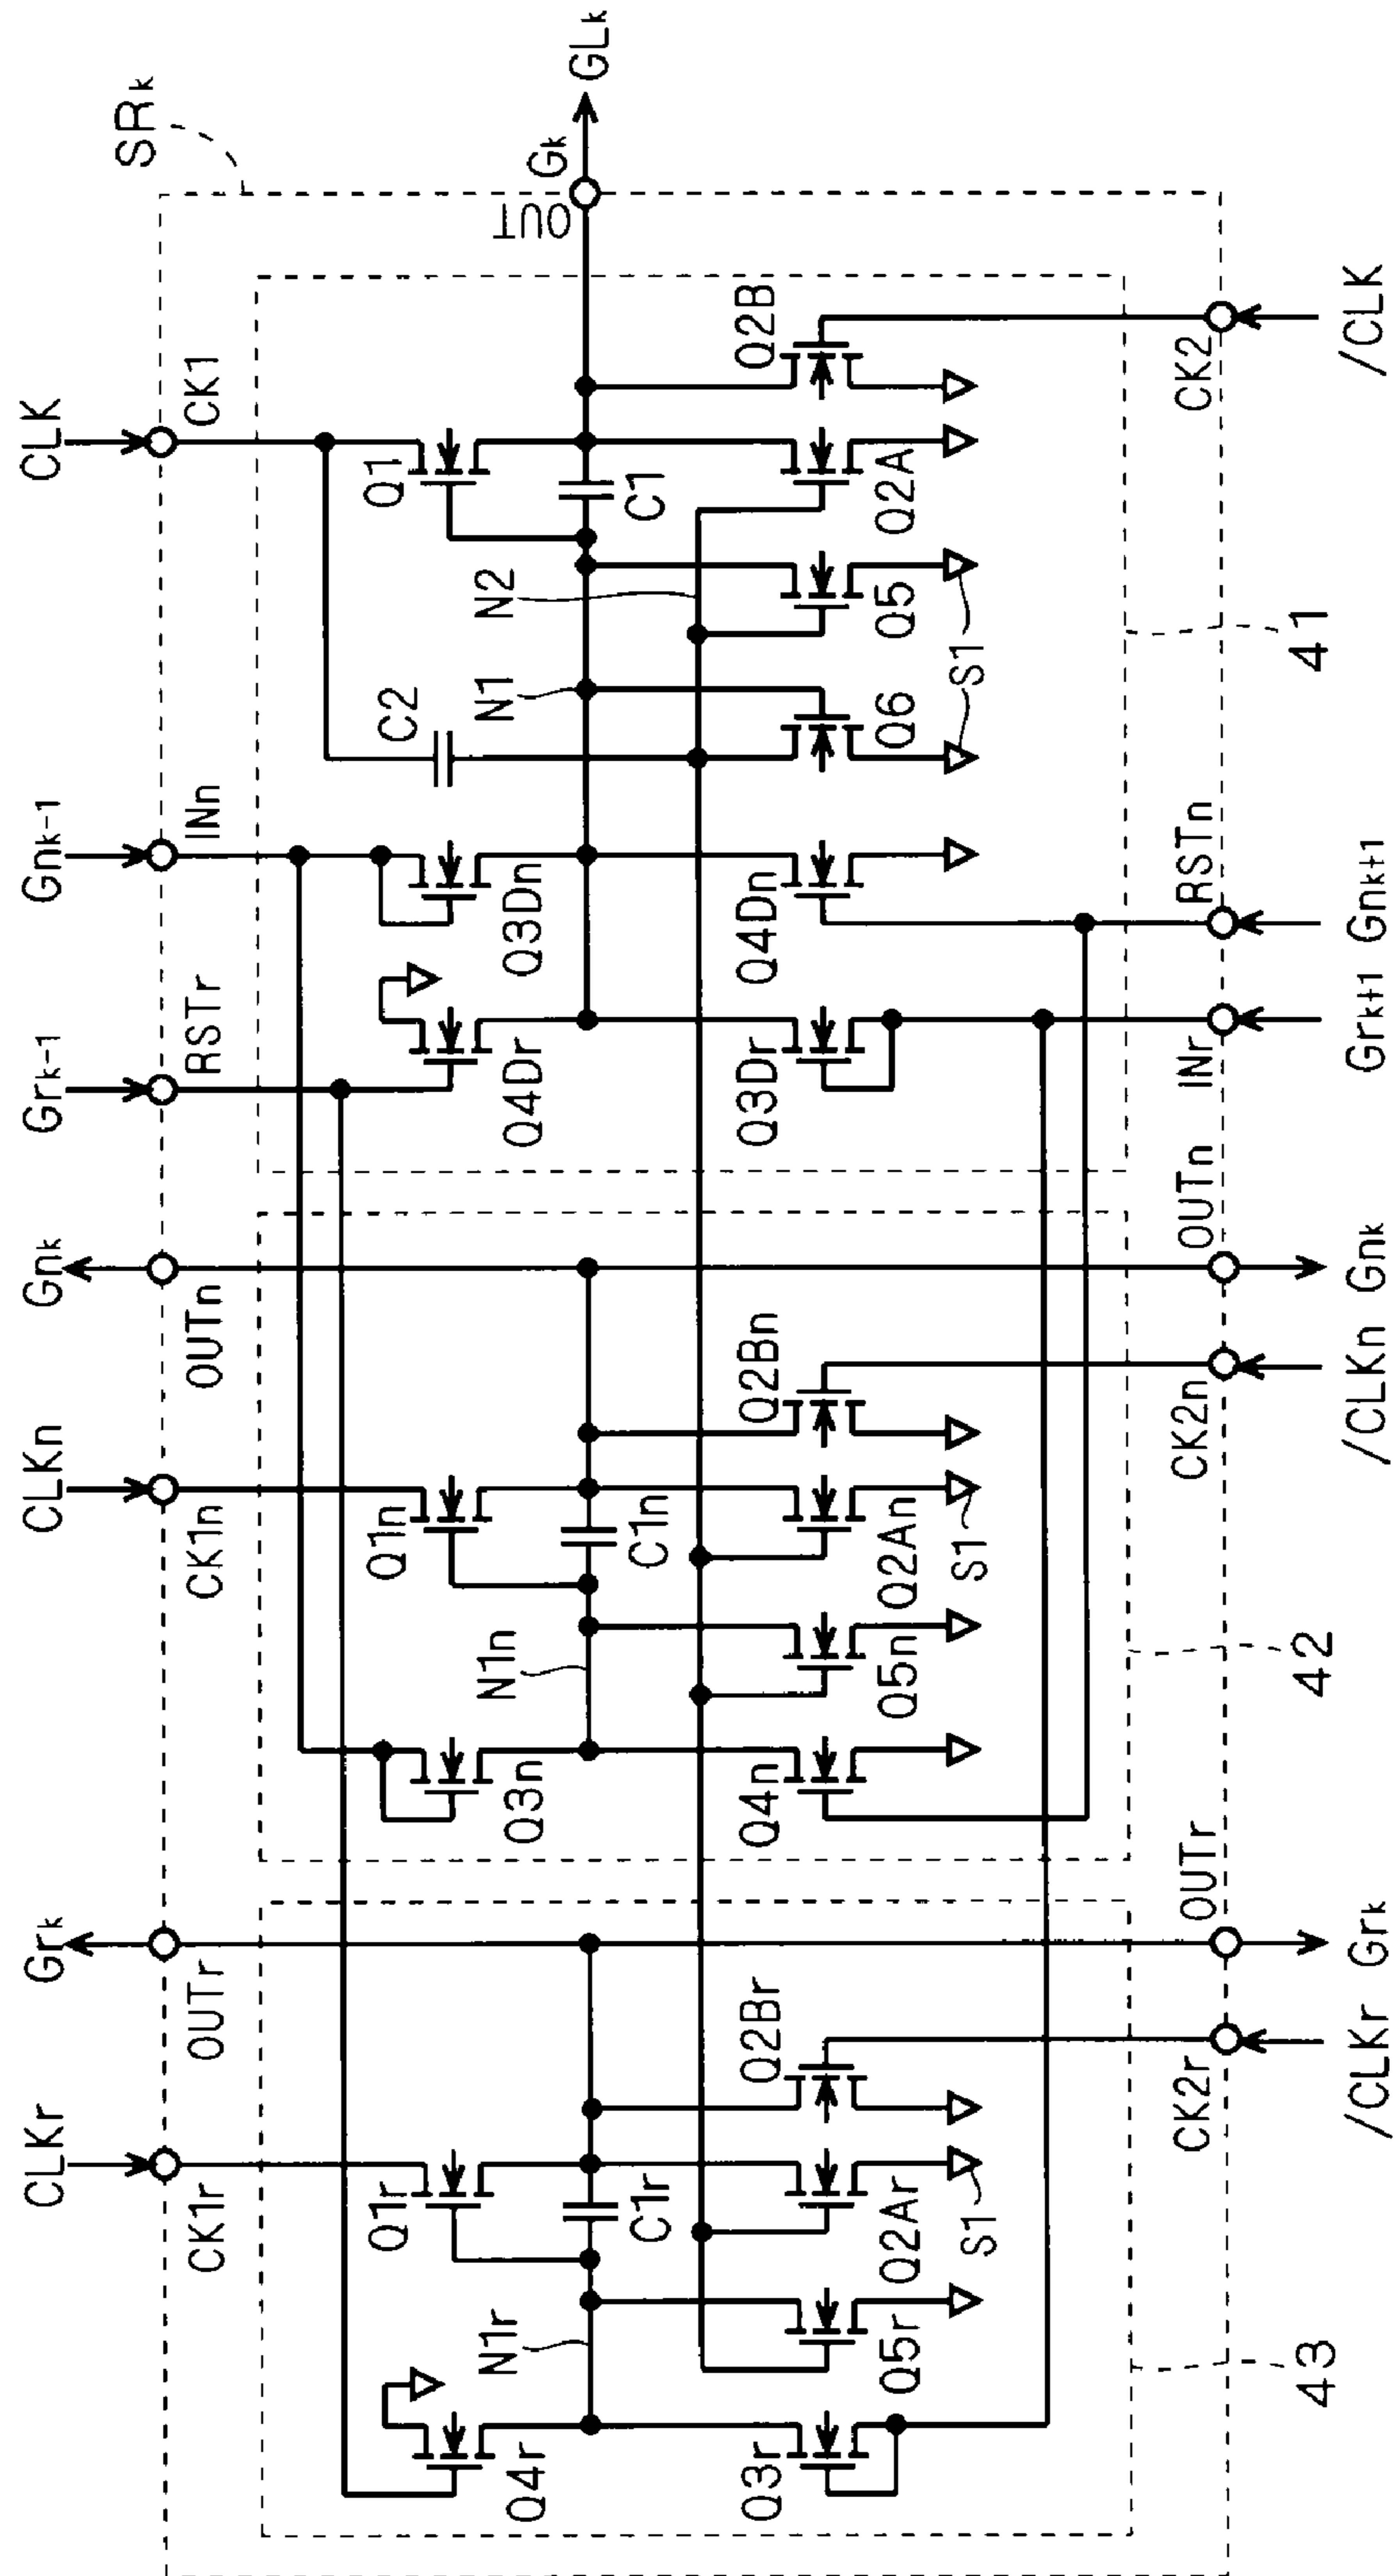 CLKr
Grk
CLKn
Gnk
Grk-1
Gnk-1
CLK
SRk
CK1r
OUTr
CK1n
OUTn
RSTr
INn
CK1
Q4r
N1r
Q1r
C1r
Q3n
N1n
Q1n
C1n
Q4Dr
Q3Dn
C2
N1
N2
Q1
C1
OUT
Gk
GLk
Q3r
Q5r
Q2Ar
Q2Br
S1
Q4n
Q5n
Q2An
Q2Bn
S1
Q3Dr
Q4Dn
Q6
Q5
Q2A
Q2B
S1
43
CK2r
OUTr
42
CK2n
OUTn
INr
RSTn
41
CK2
/CLKr
Grk
/CLKn
Gnk
Grk+1
Gnk+1
/CLK